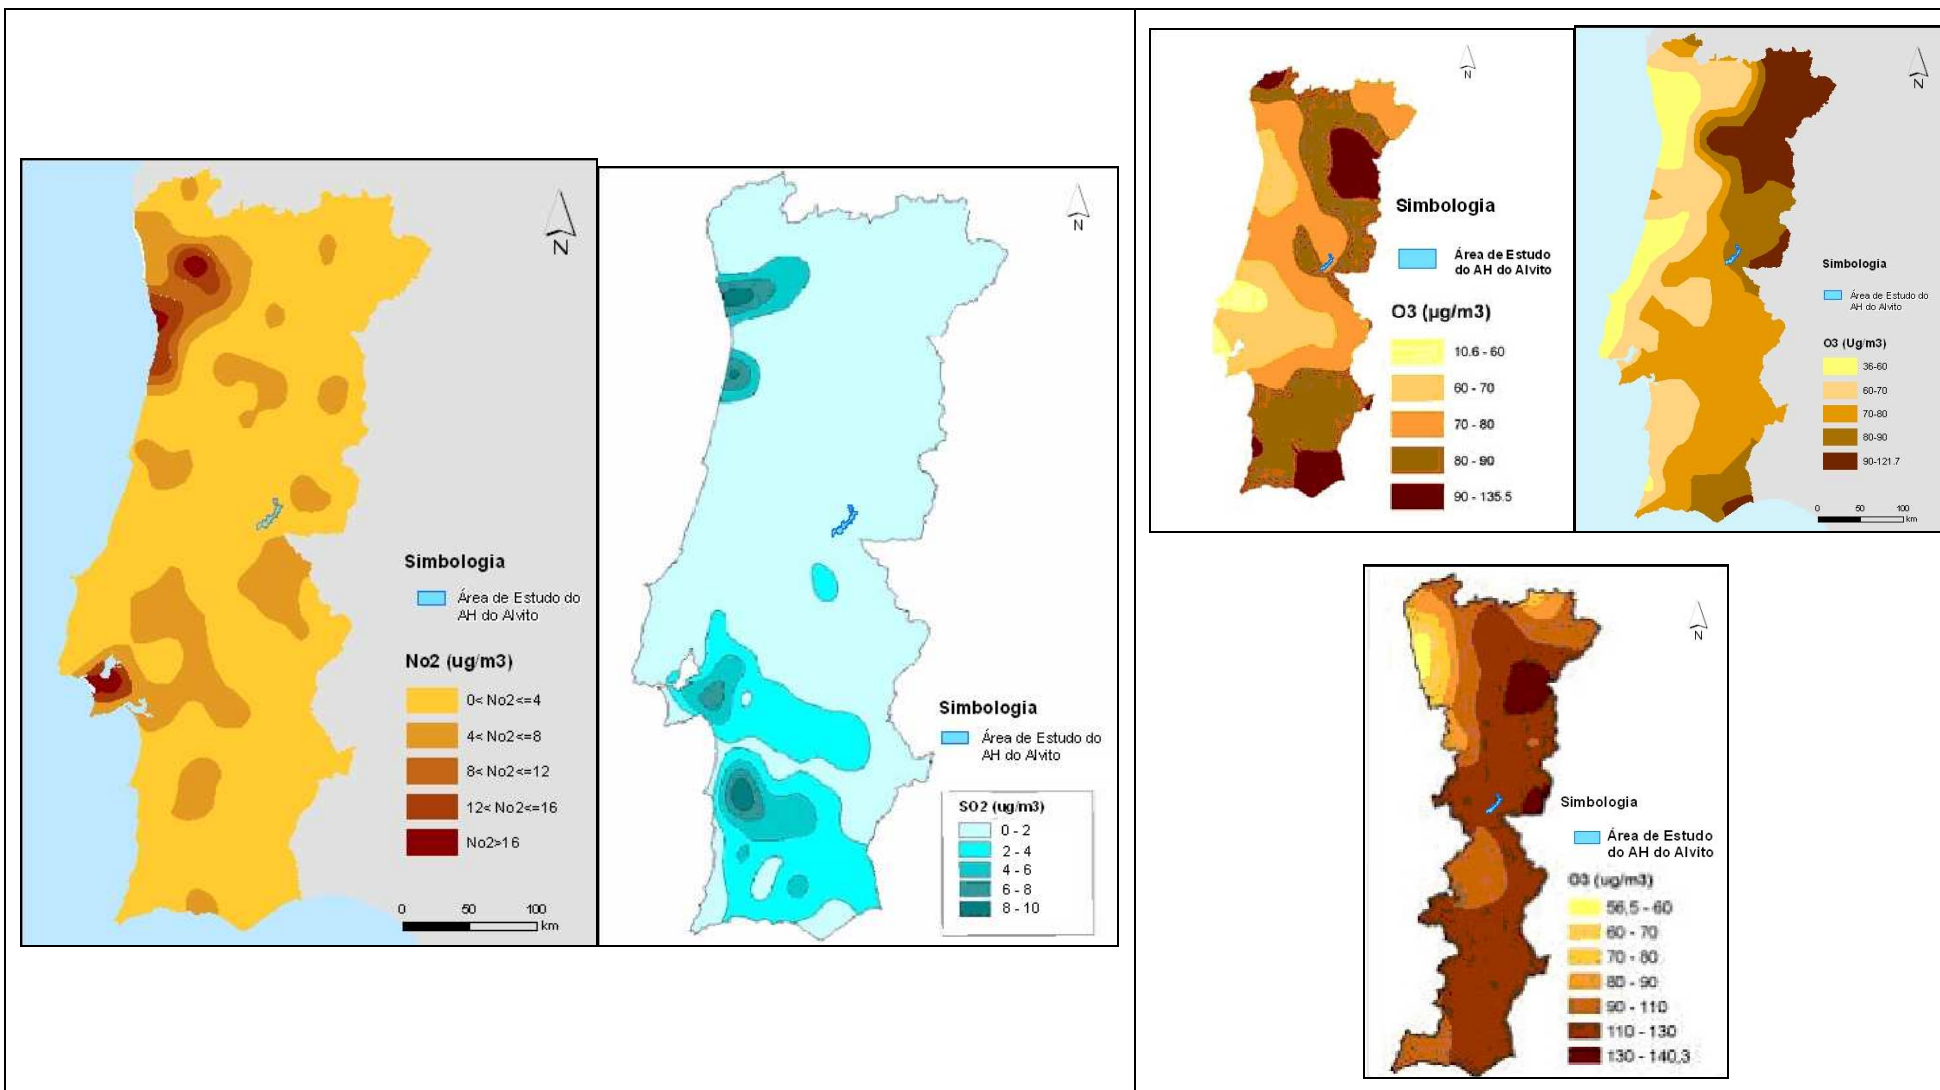 N
Simbologia
Área de Estudo do
AH do Alvito
No2 (ug/m3)
0< No2<=4
4< No2<=8
8< No2<=12
12< No2<=16
No2>16
0 50 100
km
N
Simbologia
Área de Estudo do
AH do Alvito
SO2 (ug/m3)
0 - 2
2 - 4
4 - 6
6 - 8
8 - 10
N
Simbologia
Área de Estudo
do AH do Alvito
O3 (µg/m3)
10.6 - 60
60 - 70
70 - 80
80 - 90
90 - 135.5
N
Simbologia
Área de Estudo do
AH do Alvito
O3 (Ug/m3)
36-60
60-70
70-80
80-90
90-121.7
0 50 100
km
N
Simbologia
Área de Estudo
do AH do Alvito
O3 (ug/m3)
56,5 - 60
60 - 70
70 - 80
80 - 90
90 - 110
110 - 130
130 - 140,3